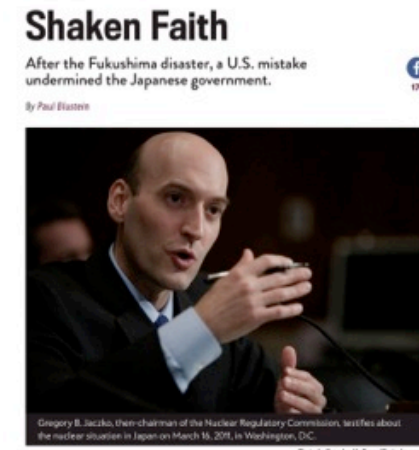 Shaken Faith
After the Fukushima disaster, a U.S. mistake
undermined the Japanese government.
By Paul Blustein
f
17
Gregory B. Jaczko, then-chairman of the Nuclear Regulatory Commission, testifies about
the nuclear situation in Japan on March 16, 2011, in Washington, D.C.